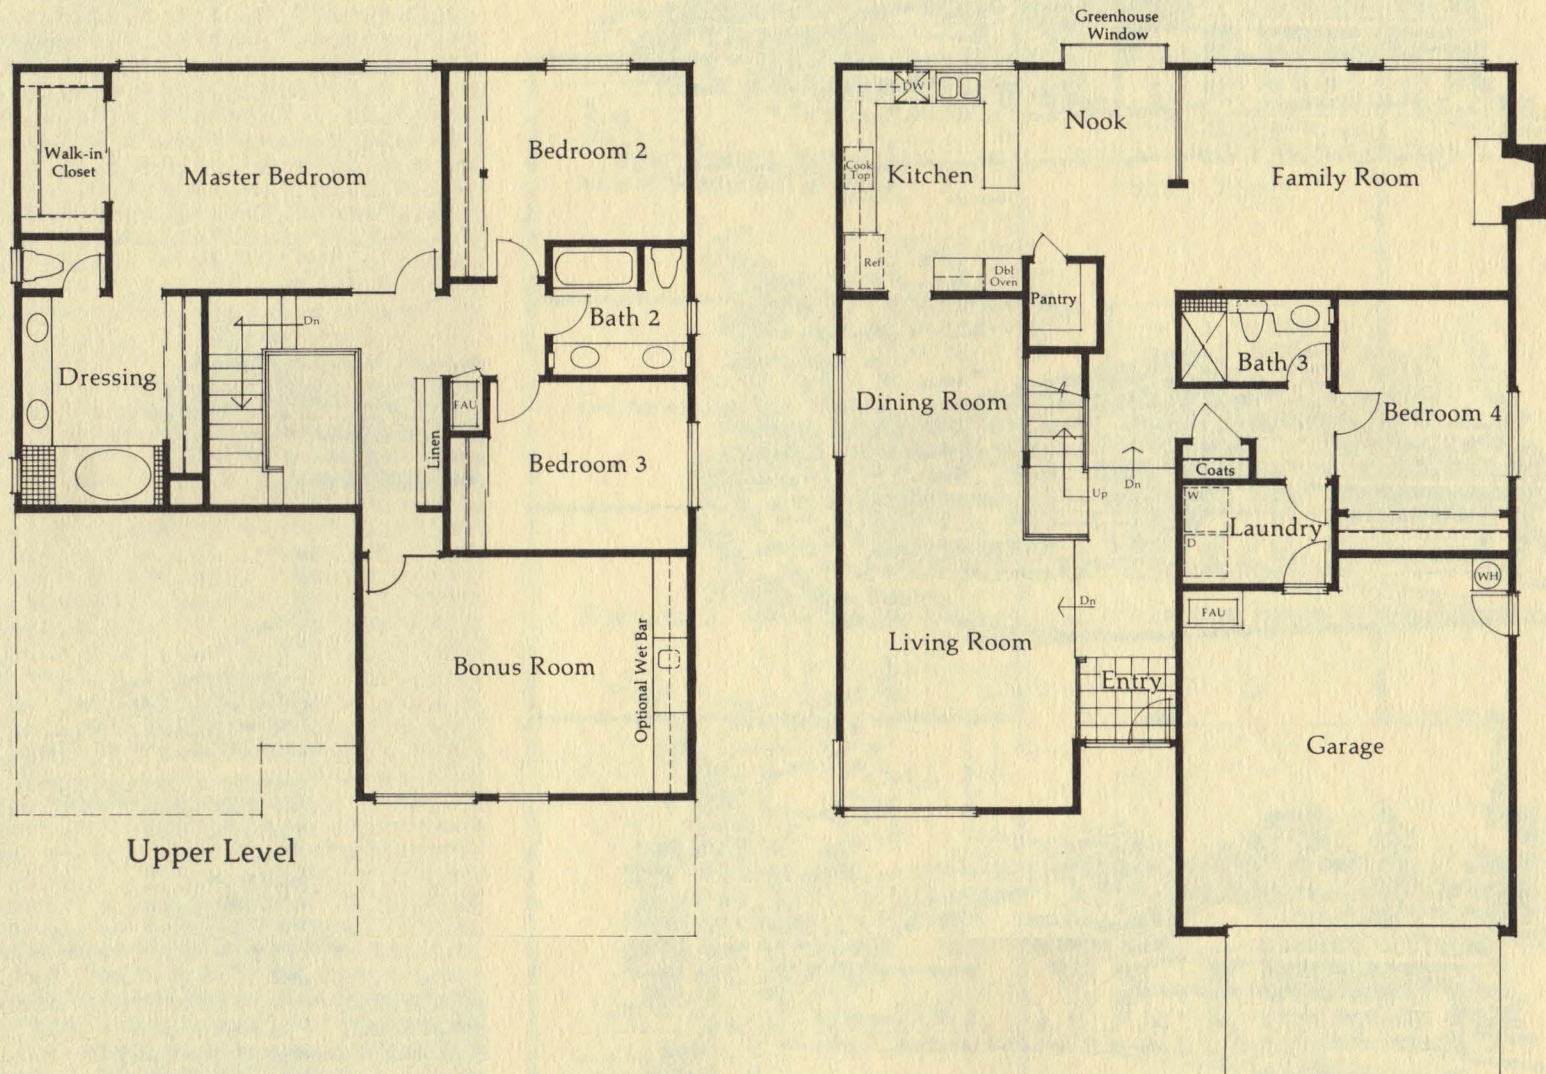 Greenhouse
Window
Walk-in
Closet
Master Bedroom
Bedroom 2
Dn
Bath 2
Dressing
FAU
Linen
Bedroom 3
Bonus Room
Optional Wet Bar
Upper Level
DW
Nook
Cook
Top
Kitchen
Family Room
Ref
Dbl
Oven
Pantry
Bath 3
Dining Room
Bedroom 4
Coats
Up
Dn
W
D
Laundry
WH
Dn
FAU
Living Room
Entry
Garage